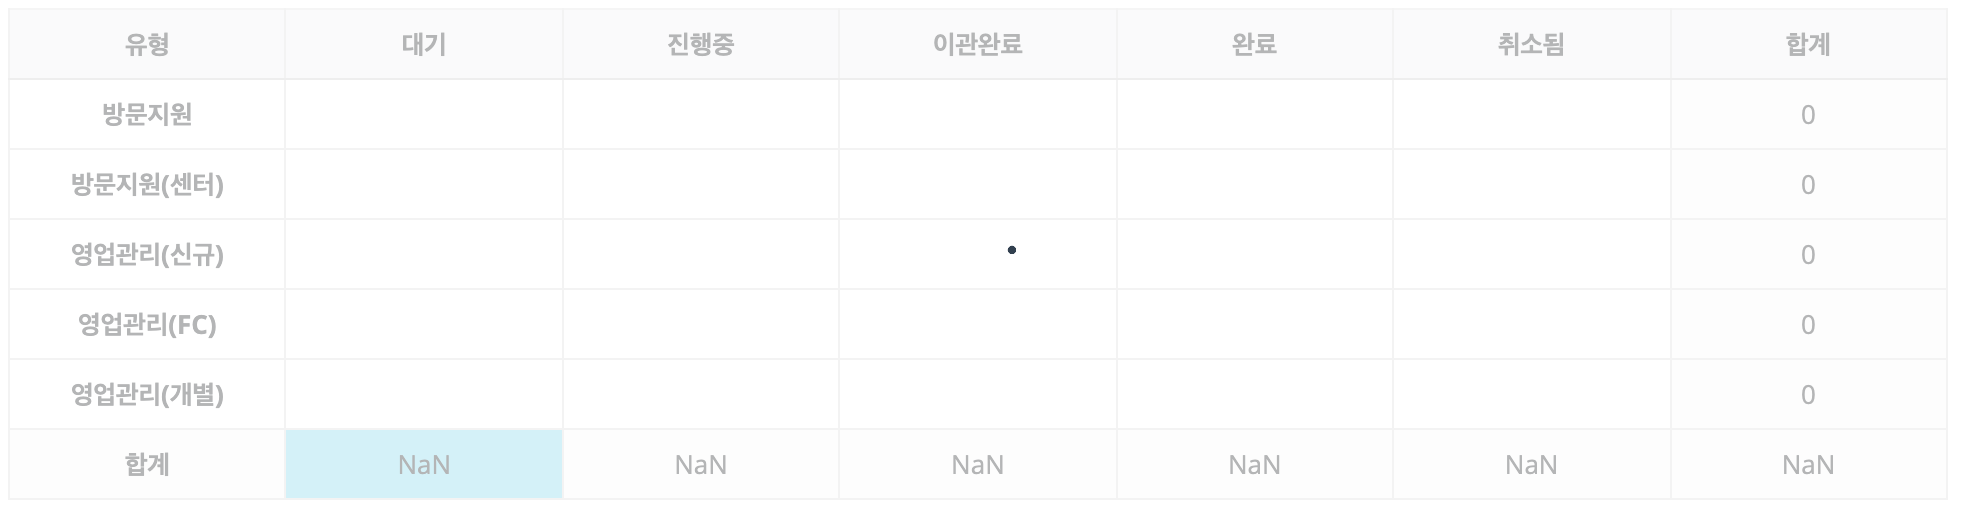 유형 대기 진행중 이관완료 완료 취소됨 합계
방문지원 0
방문지원(센터) 0
영업관리(신규) 0
영업관리(FC) 0
영업관리(개별) 0
합계 NaN NaN NaN NaN NaN NaN